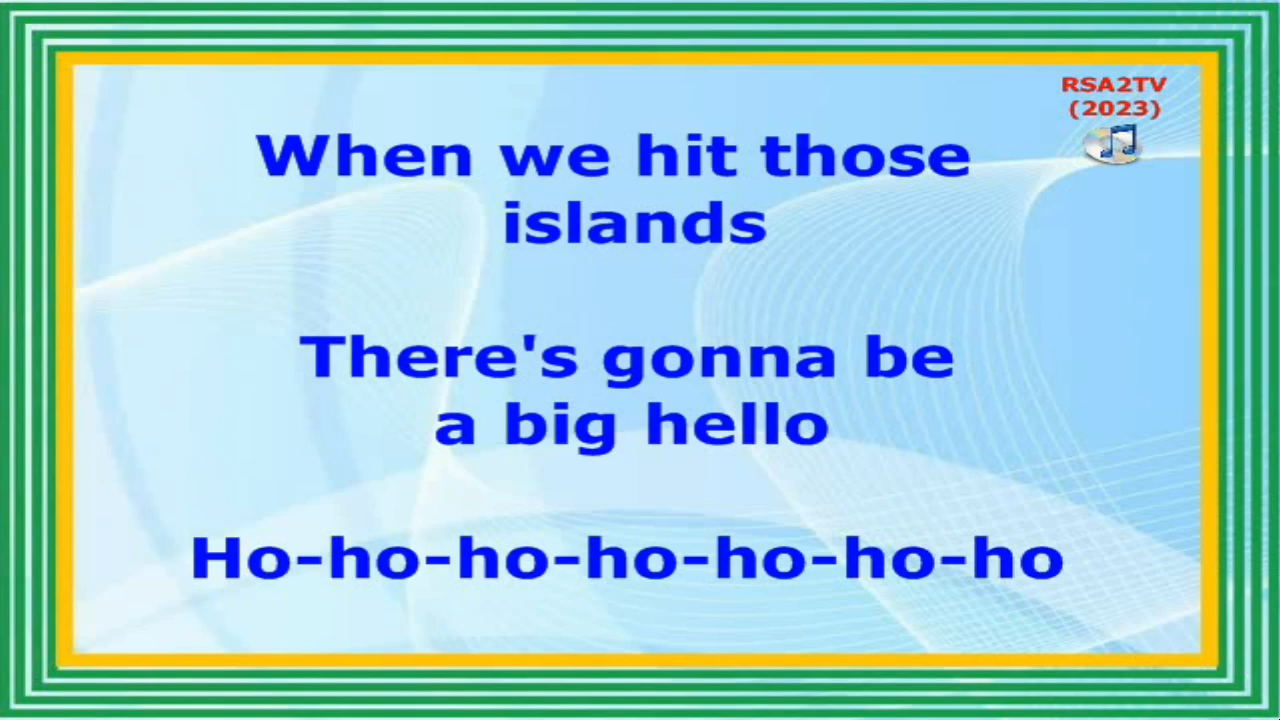 RSA2TV
(2023)
When we hit those
islands
There's gonna be
a big hello
Ho-ho-ho-ho-ho-ho-ho